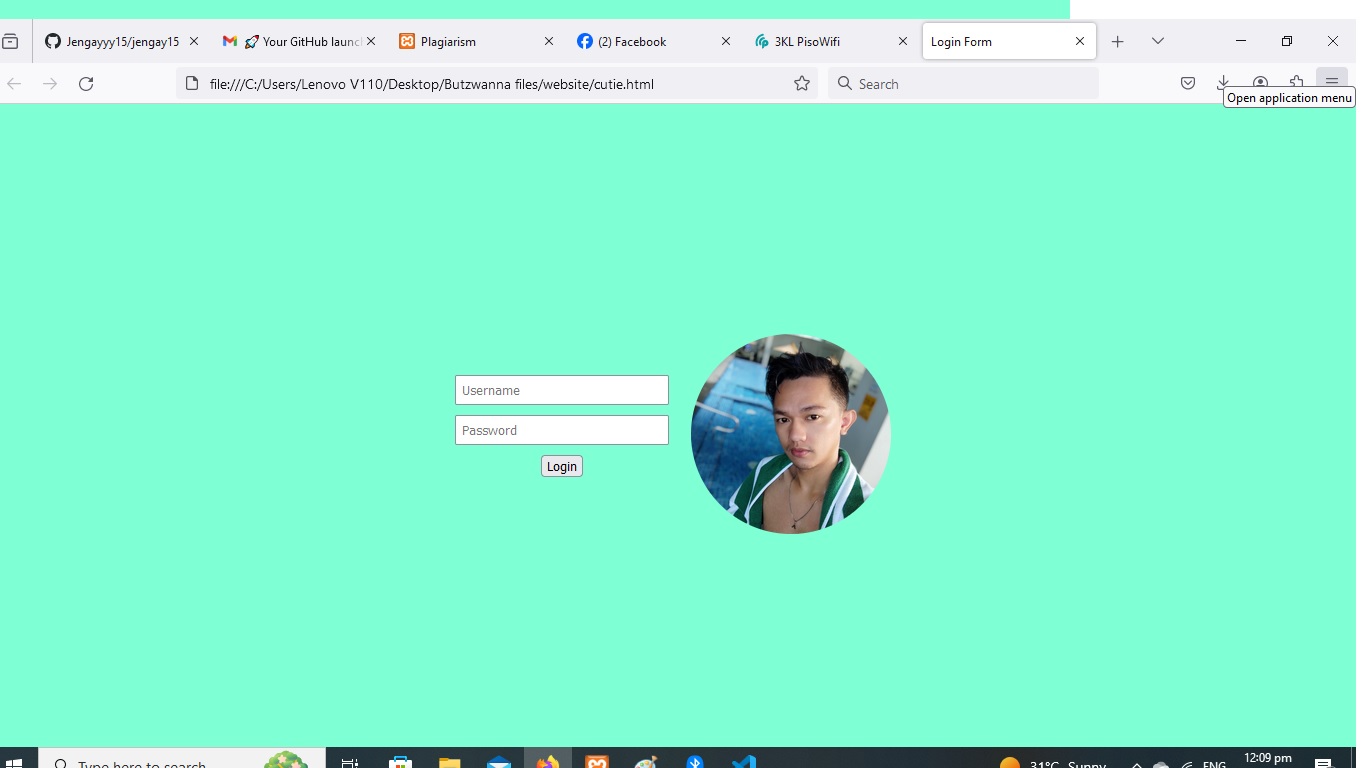 Jengayyy15/jengay15
🚀 Your GitHub launc
Plagiarism
(2) Facebook
3KL PisoWifi
Login Form
file:///C:/Users/Lenovo V110/Desktop/Butzwanna files/website/cutie.html
Search
Open application menu
Username
Password
Login
Type here to search
31°C Sunny
ENG
12:09 pm